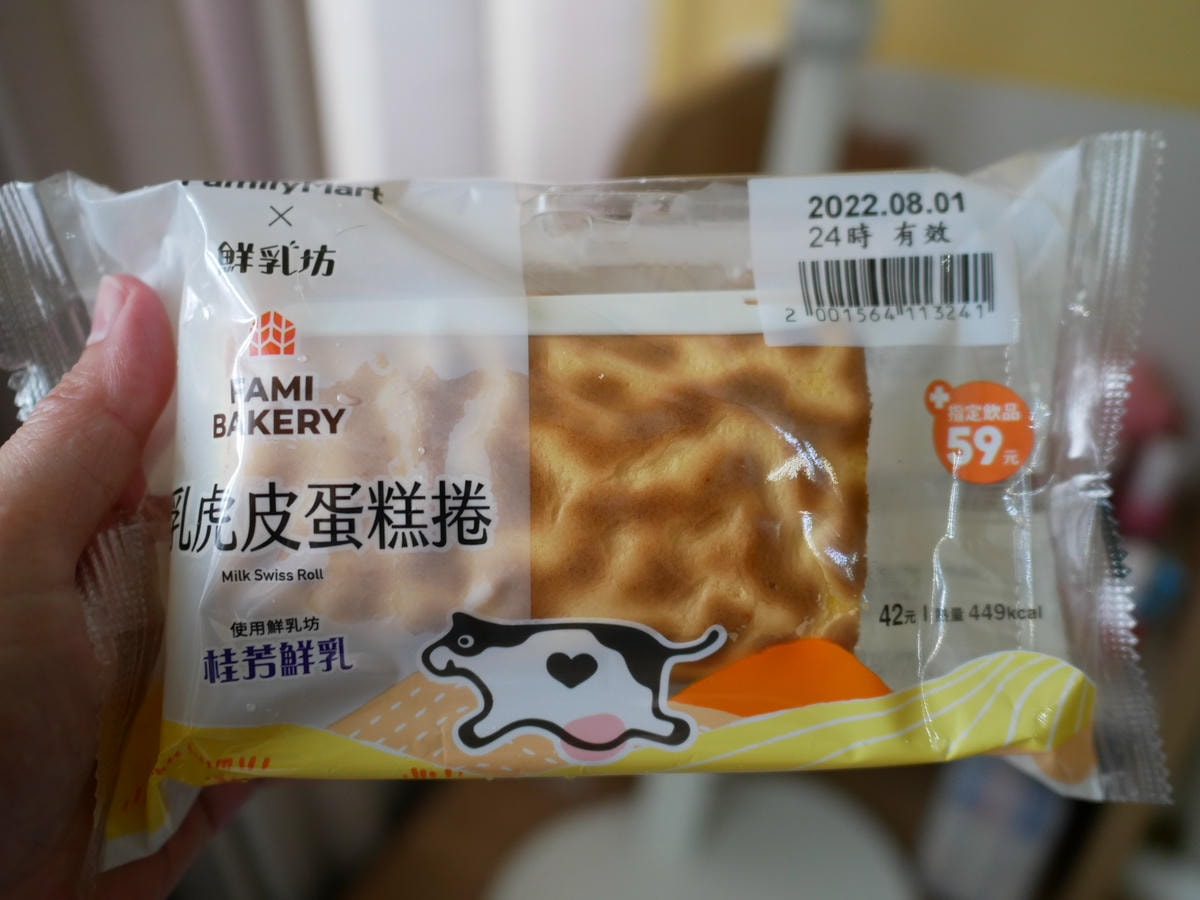 FamilyMart
×
鮮乳坊
FAMI
BAKERY
乳虎皮蛋糕捲
Milk Swiss Roll
使用鮮乳坊
桂芳鮮乳
2022.08.01
24時 有效
2 001564 113241
指定飲品
59元
42元 | 熱量 449kcal